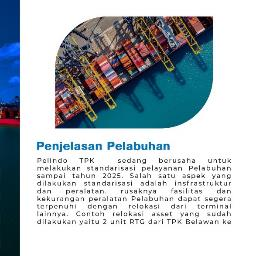 Penjelasan Pelabuhan
Pelindo TPK sedang berusaha untuk
melakukan standarisasi pelayanan Pelabuhan
sampai tahun 2025. Salah satu aspek yang
dilakukan standarisasi adalah insfrastruktur
dan peralatan. rusaknya fasilitas dan
kekurangan peralatan Pelabuhan dapat segera
terpenuhi dengan relokasi dari terminal
lainnya. Contoh relokasi asset yang sudah
dilakukan yaitu 2 unit RTG dari TPK Belawan ke